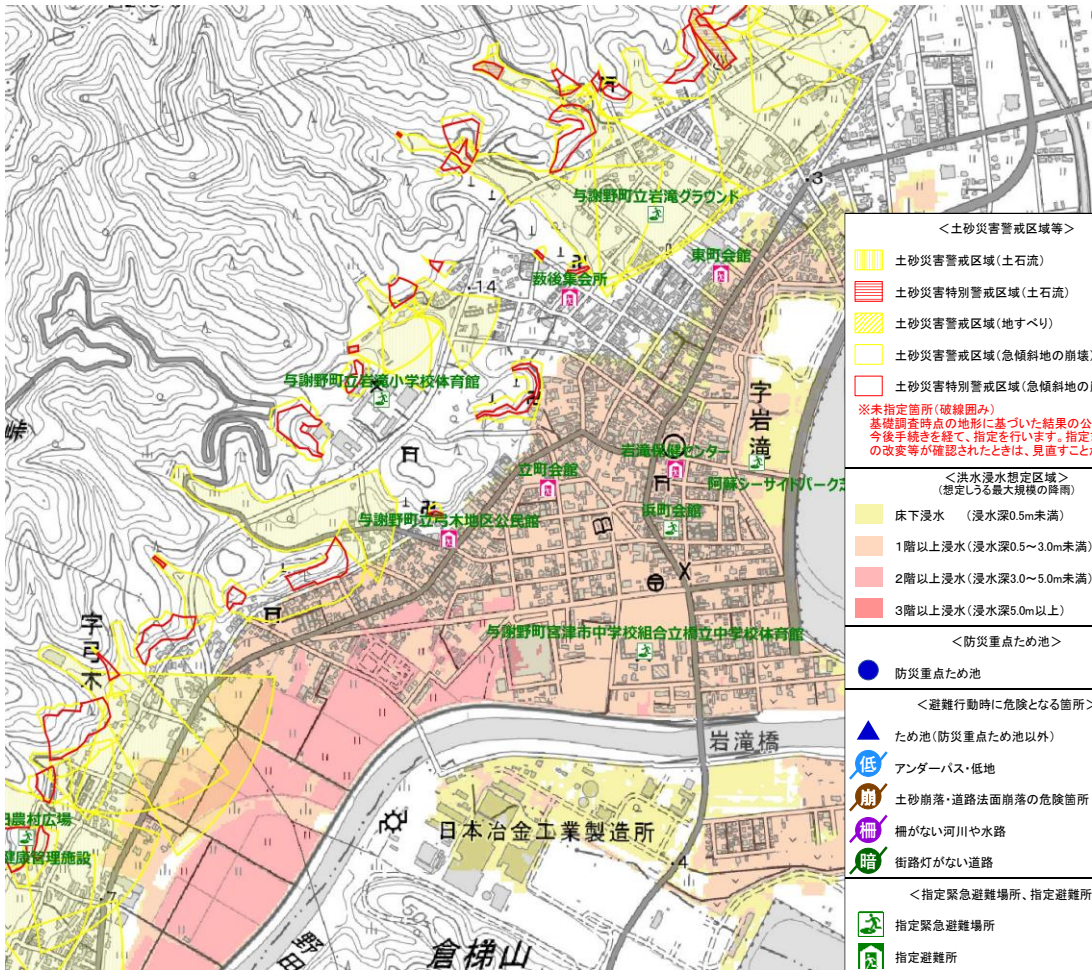 与謝野町立岩滝グラウンド
・3
東町会館
薮後集会所
・14
与謝野町立岩滝小学校体育館
字岩滝
峠
岩滝保健センター
立町会館
阿蘇シーサイドパーク
与謝野町立弓木地区公民館
浜町会館
字弓木
与謝野町宮津市中学校組合立橋立中学校体育館
岩滝橋
農村広場
健康管理施設
日本冶金工業製造所
・4
7
野田
倉梯山
＜土砂災害警戒区域等＞
土砂災害警戒区域(土石流)
土砂災害特別警戒区域(土石流)
土砂災害警戒区域(地すべり)
土砂災害警戒区域(急傾斜地の崩壊
土砂災害特別警戒区域(急傾斜地の
※未指定箇所(破線囲み)
基礎調査時点の地形に基づいた結果の公
今後手続きを経て、指定を行います。指定
の改変等が確認されたときは、見直すことが
＜洪水浸水想定区域＞
(想定しうる最大規模の降雨)
床下浸水 (浸水深0.5m未満)
1階以上浸水(浸水深0.5～3.0m未満)
2階以上浸水(浸水深3.0～5.0m未満)
3階以上浸水(浸水深5.0m以上)
＜防災重点ため池＞
防災重点ため池
＜避難行動時に危険となる箇所＞
ため池(防災重点ため池以外)
低 アンダーパス・低地
崩 土砂崩落・道路法面崩落の危険箇所
柵 柵がない河川や水路
暗 街路灯がない道路
＜指定緊急避難場所、指定避難所
指定緊急避難場所
指定避難所